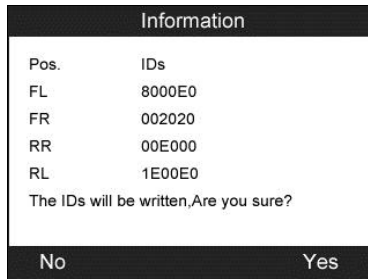 Information
Pos. IDs
FL 8000E0
FR 002020
RR 00E000
RL 1E00E0
The IDs will be written,Are you sure?
No Yes